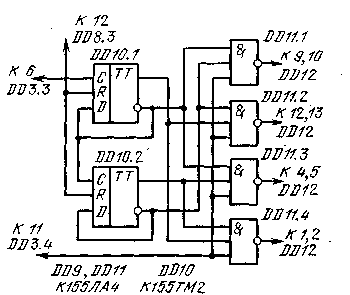 К 12
DD8.3
DD10.1
К 6
DD3.3
C
R
D
TT
DD11.1
&
К 9,10
DD12
DD11.2
&
К 12,13
DD12
DD10.2
C
R
D
TT
DD11.3
&
К 4,5
DD12
DD11.4
&
К 1,2
DD12
К 11
DD3.4
DD9, DD11
К155ЛА4
DD10
К155ТМ2